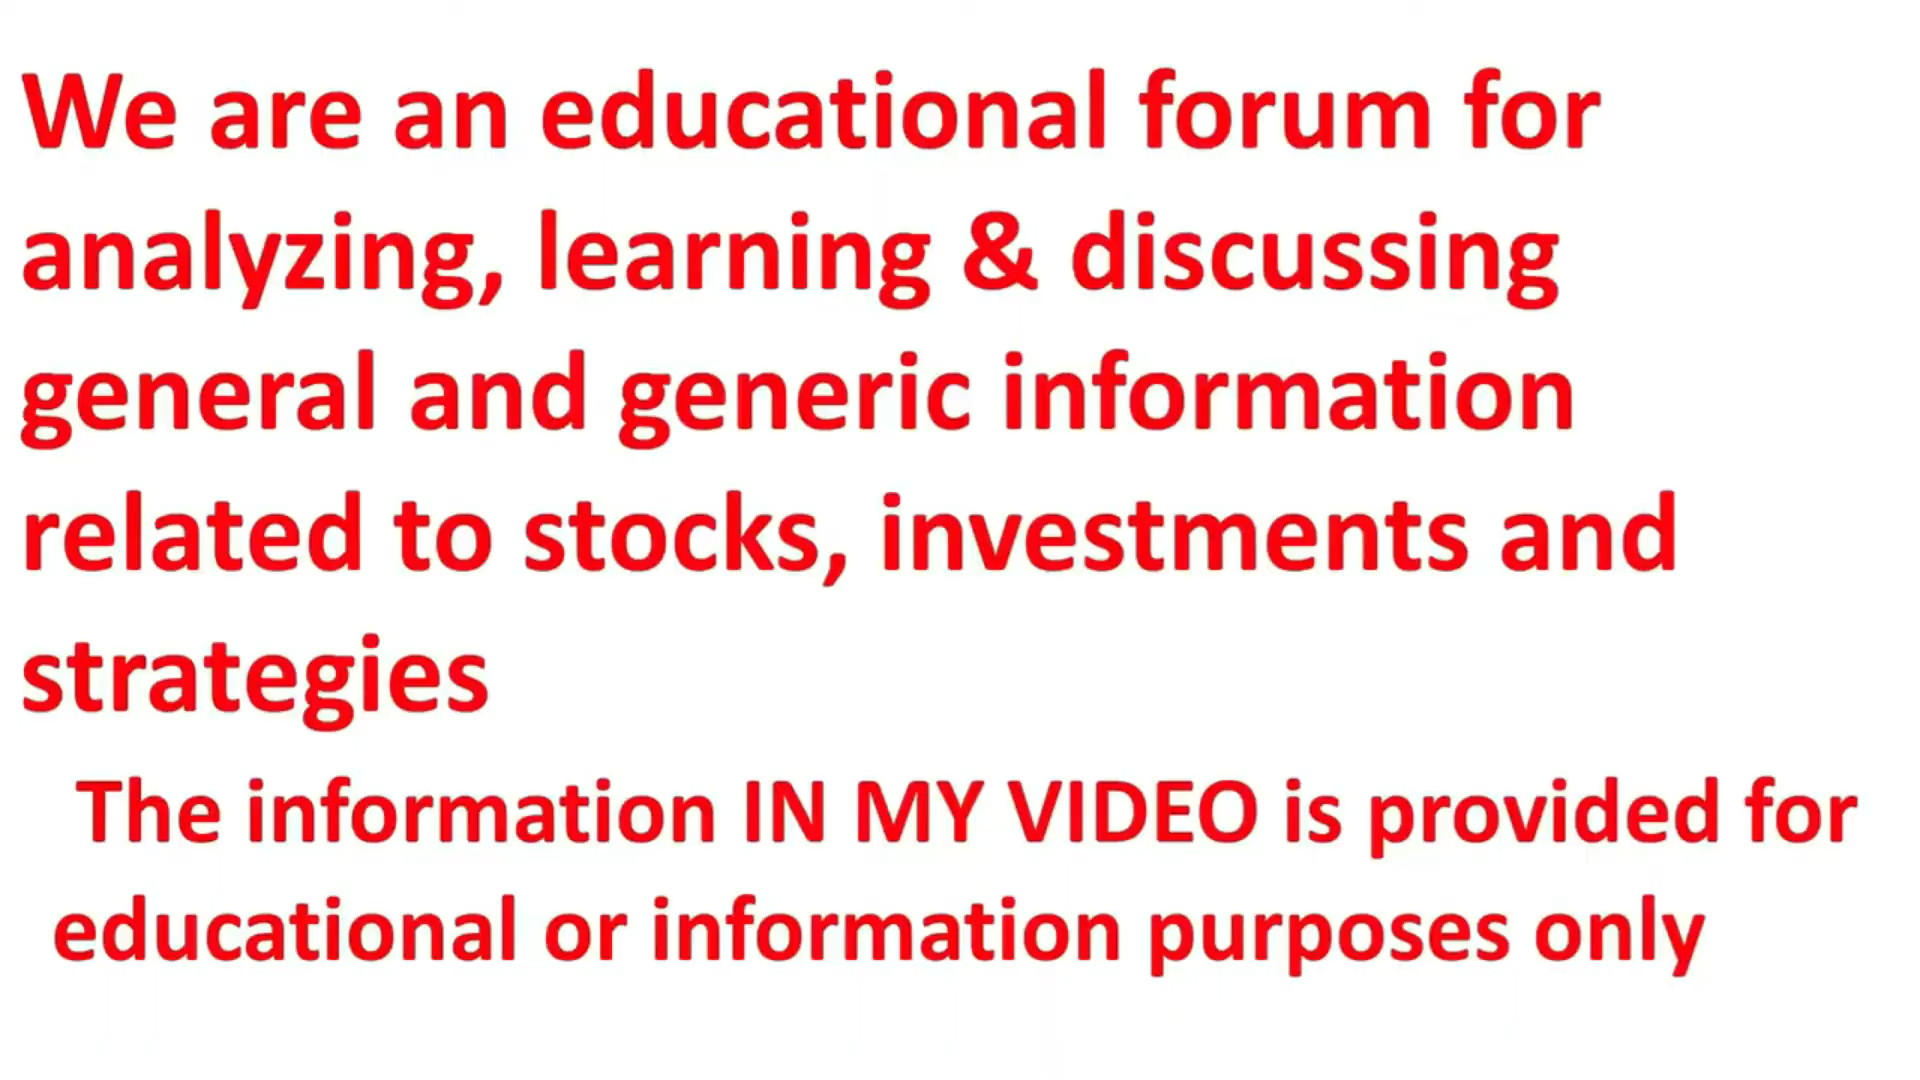 We are an educational forum for
analyzing, learning & discussing
general and generic information
related to stocks, investments and
strategies
The information IN MY VIDEO is provided for
educational or information purposes only